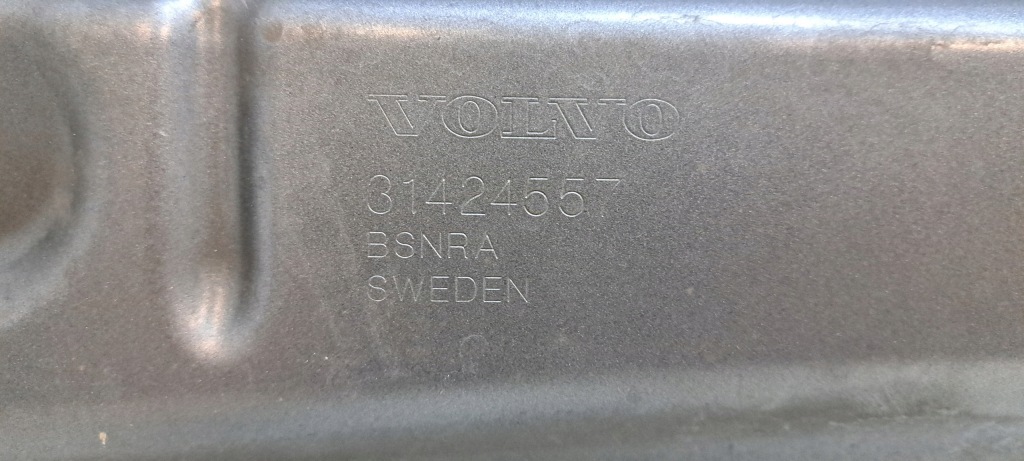 VOLVO
31424557
BSNRA
SWEDEN